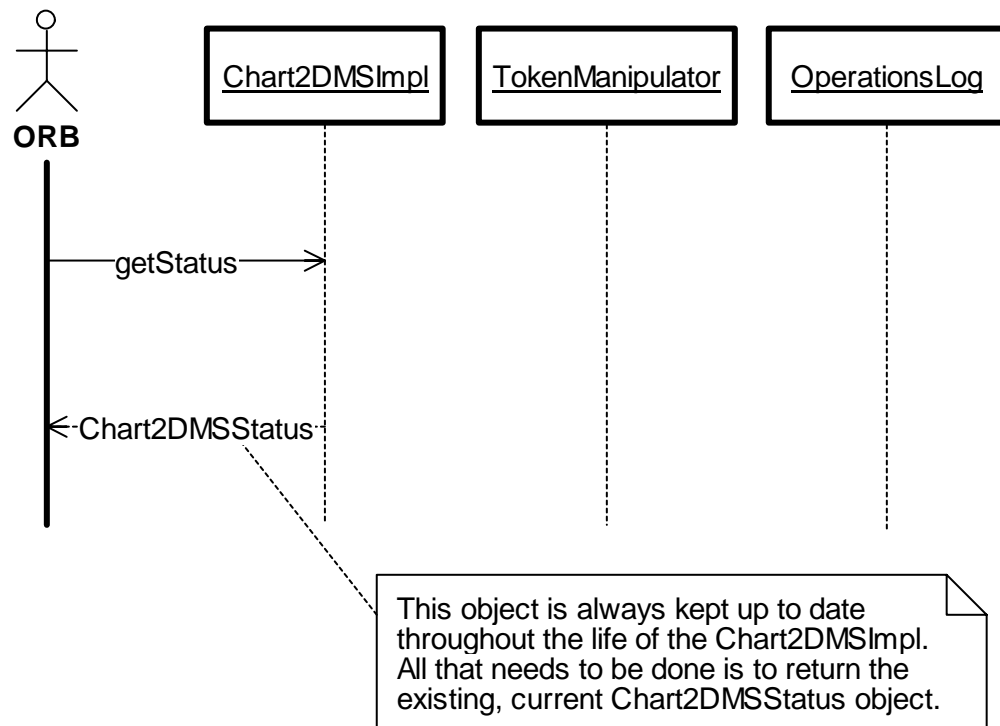 Chart2DMSImpl
TokenManipulator
OperationsLog
ORB
getStatus
Chart2DMSStatus
This object is always kept up to date
throughout the life of the Chart2DMSImpl.
All that needs to be done is to return the
existing, current Chart2DMSStatus object.